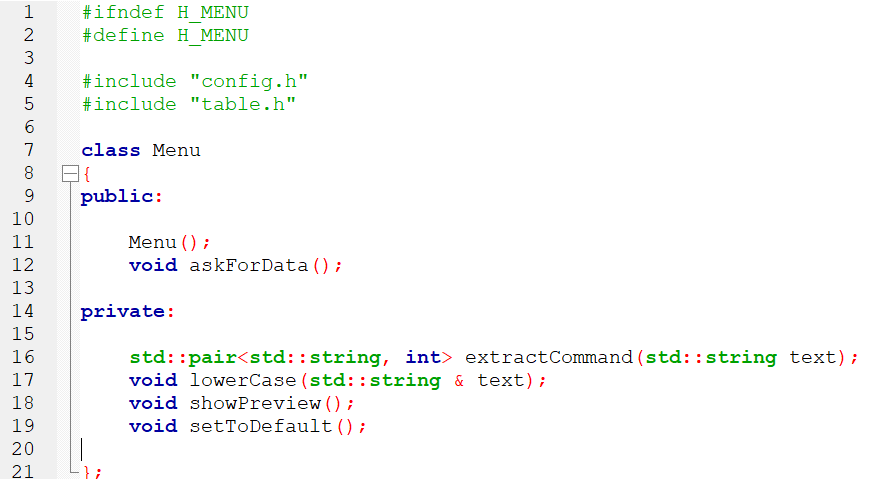 1 #ifndef H_MENU
2 #define H_MENU
3
4 #include "config.h"
5 #include "table.h"
6
7 class Menu
8 {
9 public:
10
11 Menu();
12 void askForData();
13
14 private:
15
16 std::pair<std::string, int> extractCommand(std::string text);
17 void lowerCase(std::string & text);
18 void showPreview();
19 void setToDefault();
20
21 };